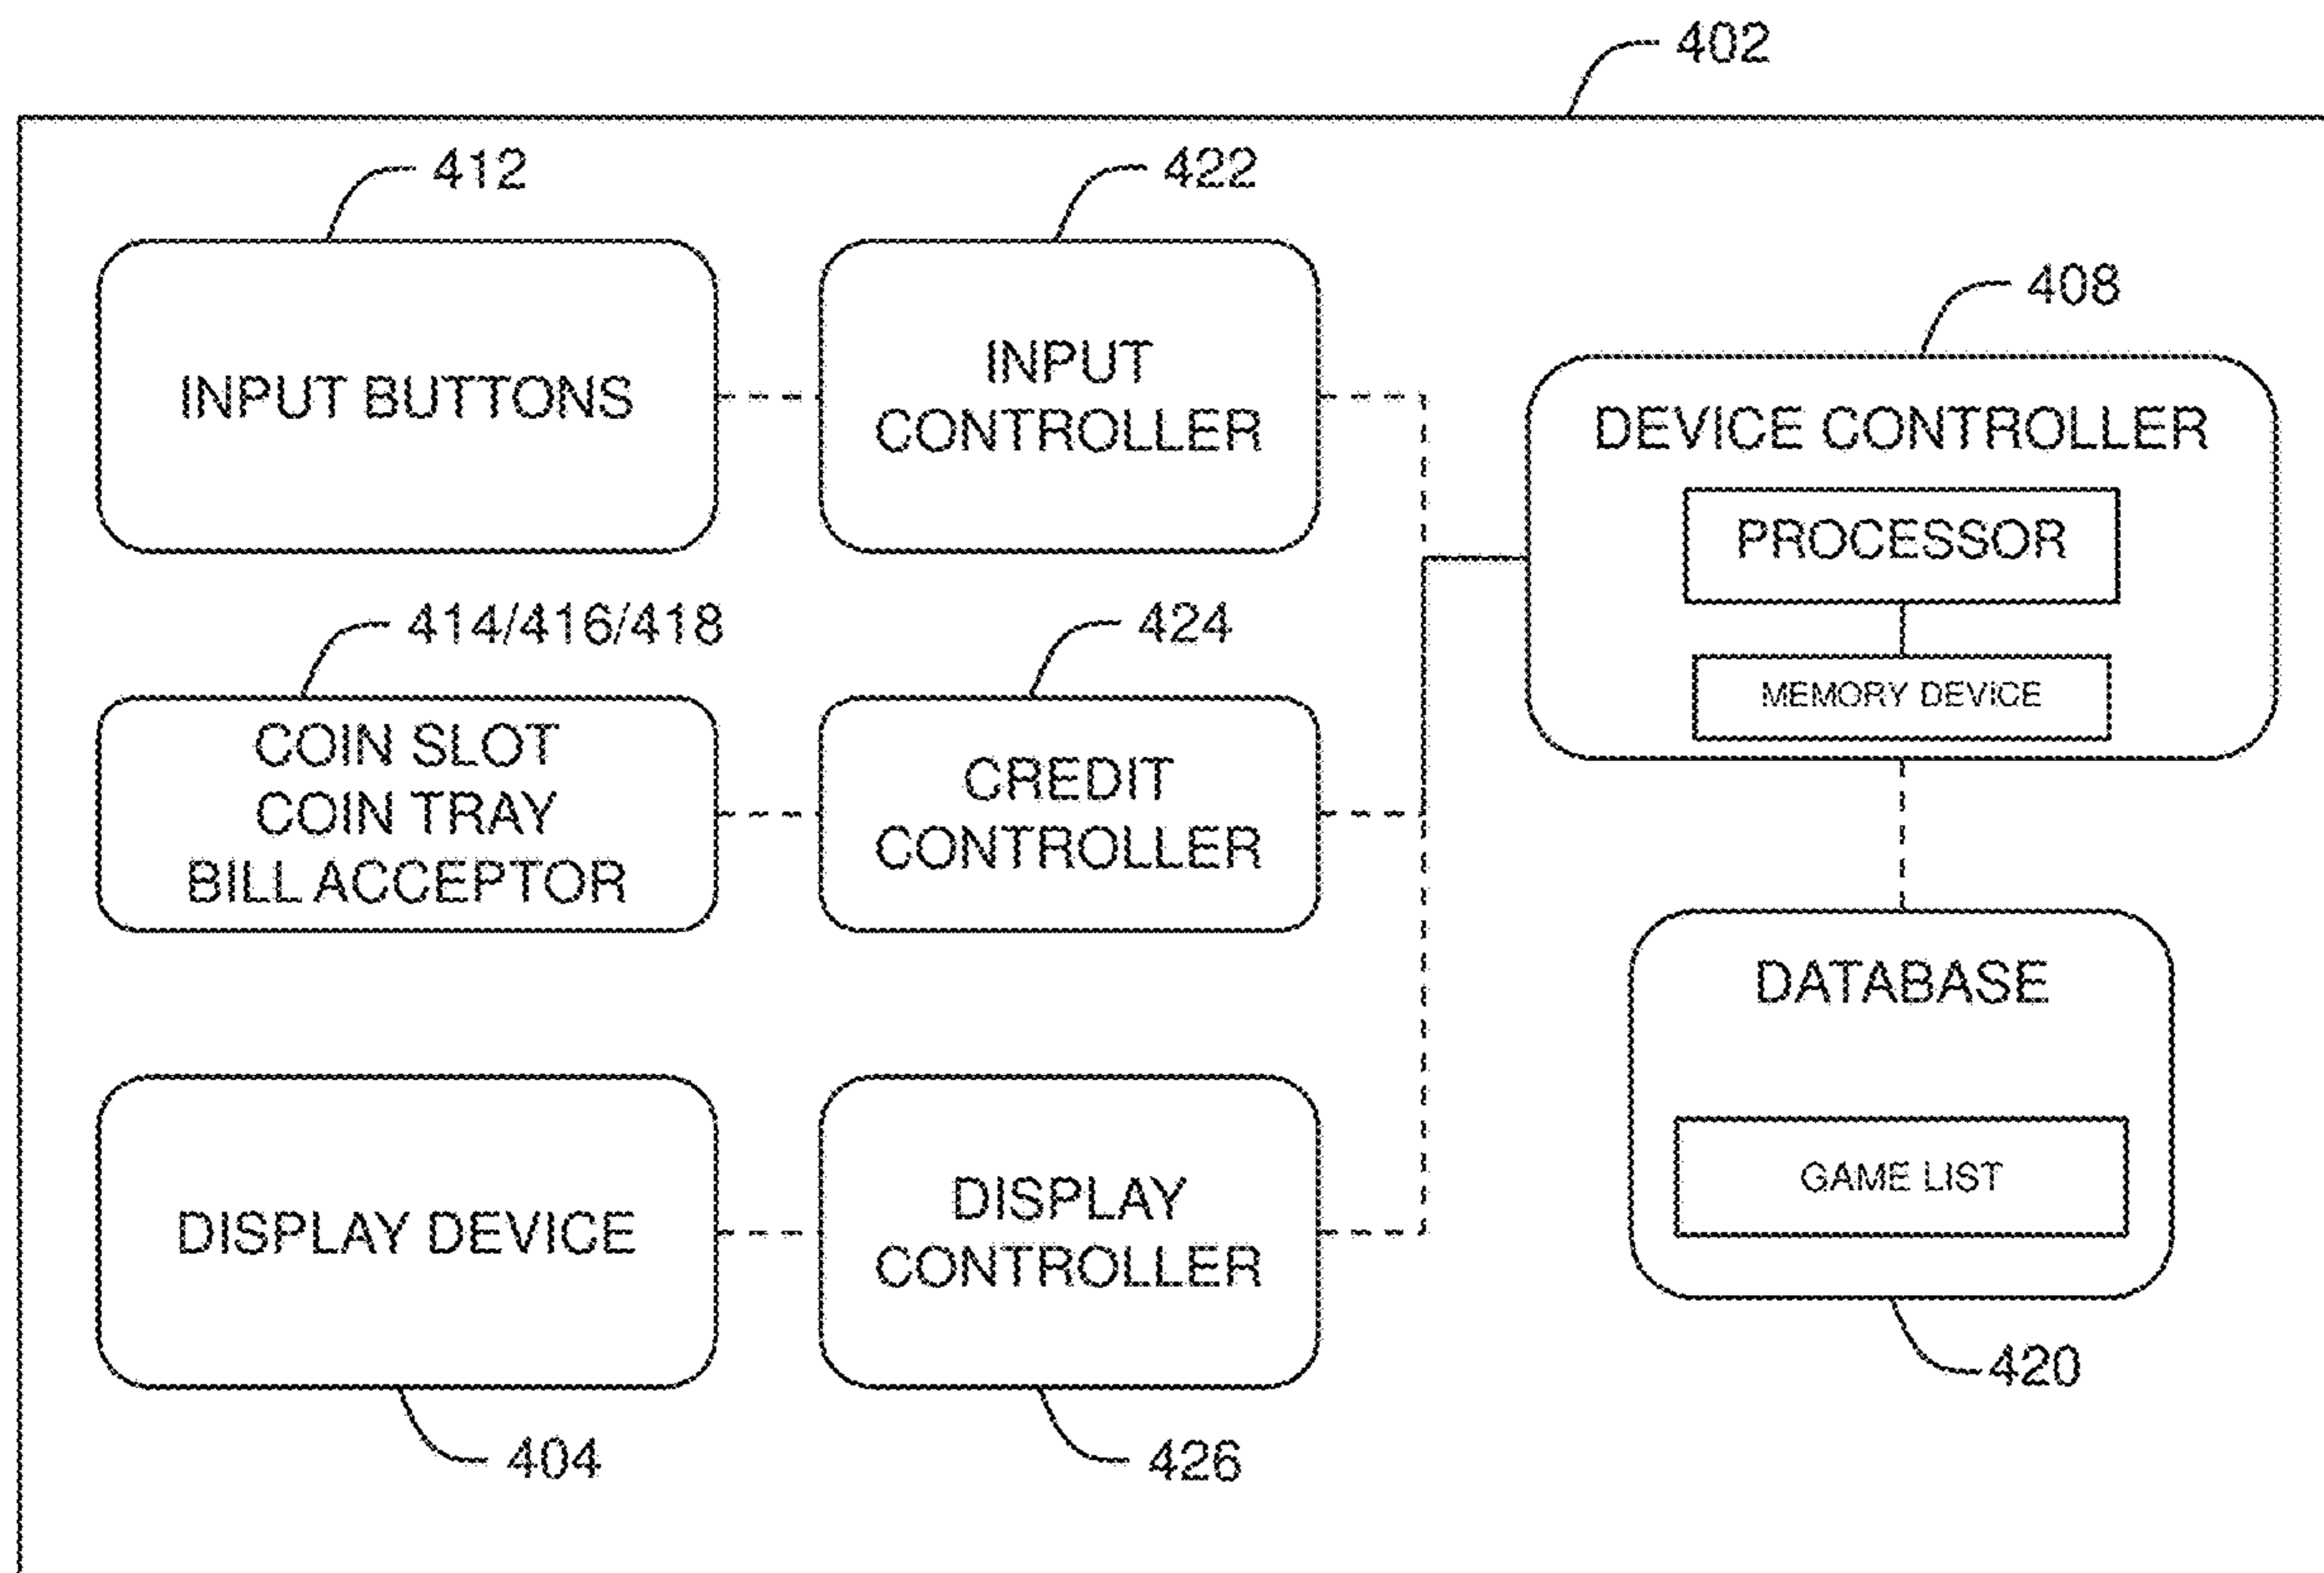 402
412
422
408
INPUT BUTTONS
INPUT
CONTROLLER
DEVICE CONTROLLER
PROCESSOR
MEMORY DEVICE
414/416/418
424
COIN SLOT
COIN TRAY
BILL ACCEPTOR
CREDIT
CONTROLLER
DATABASE
GAME LIST
420
DISPLAY DEVICE
DISPLAY
CONTROLLER
404
426